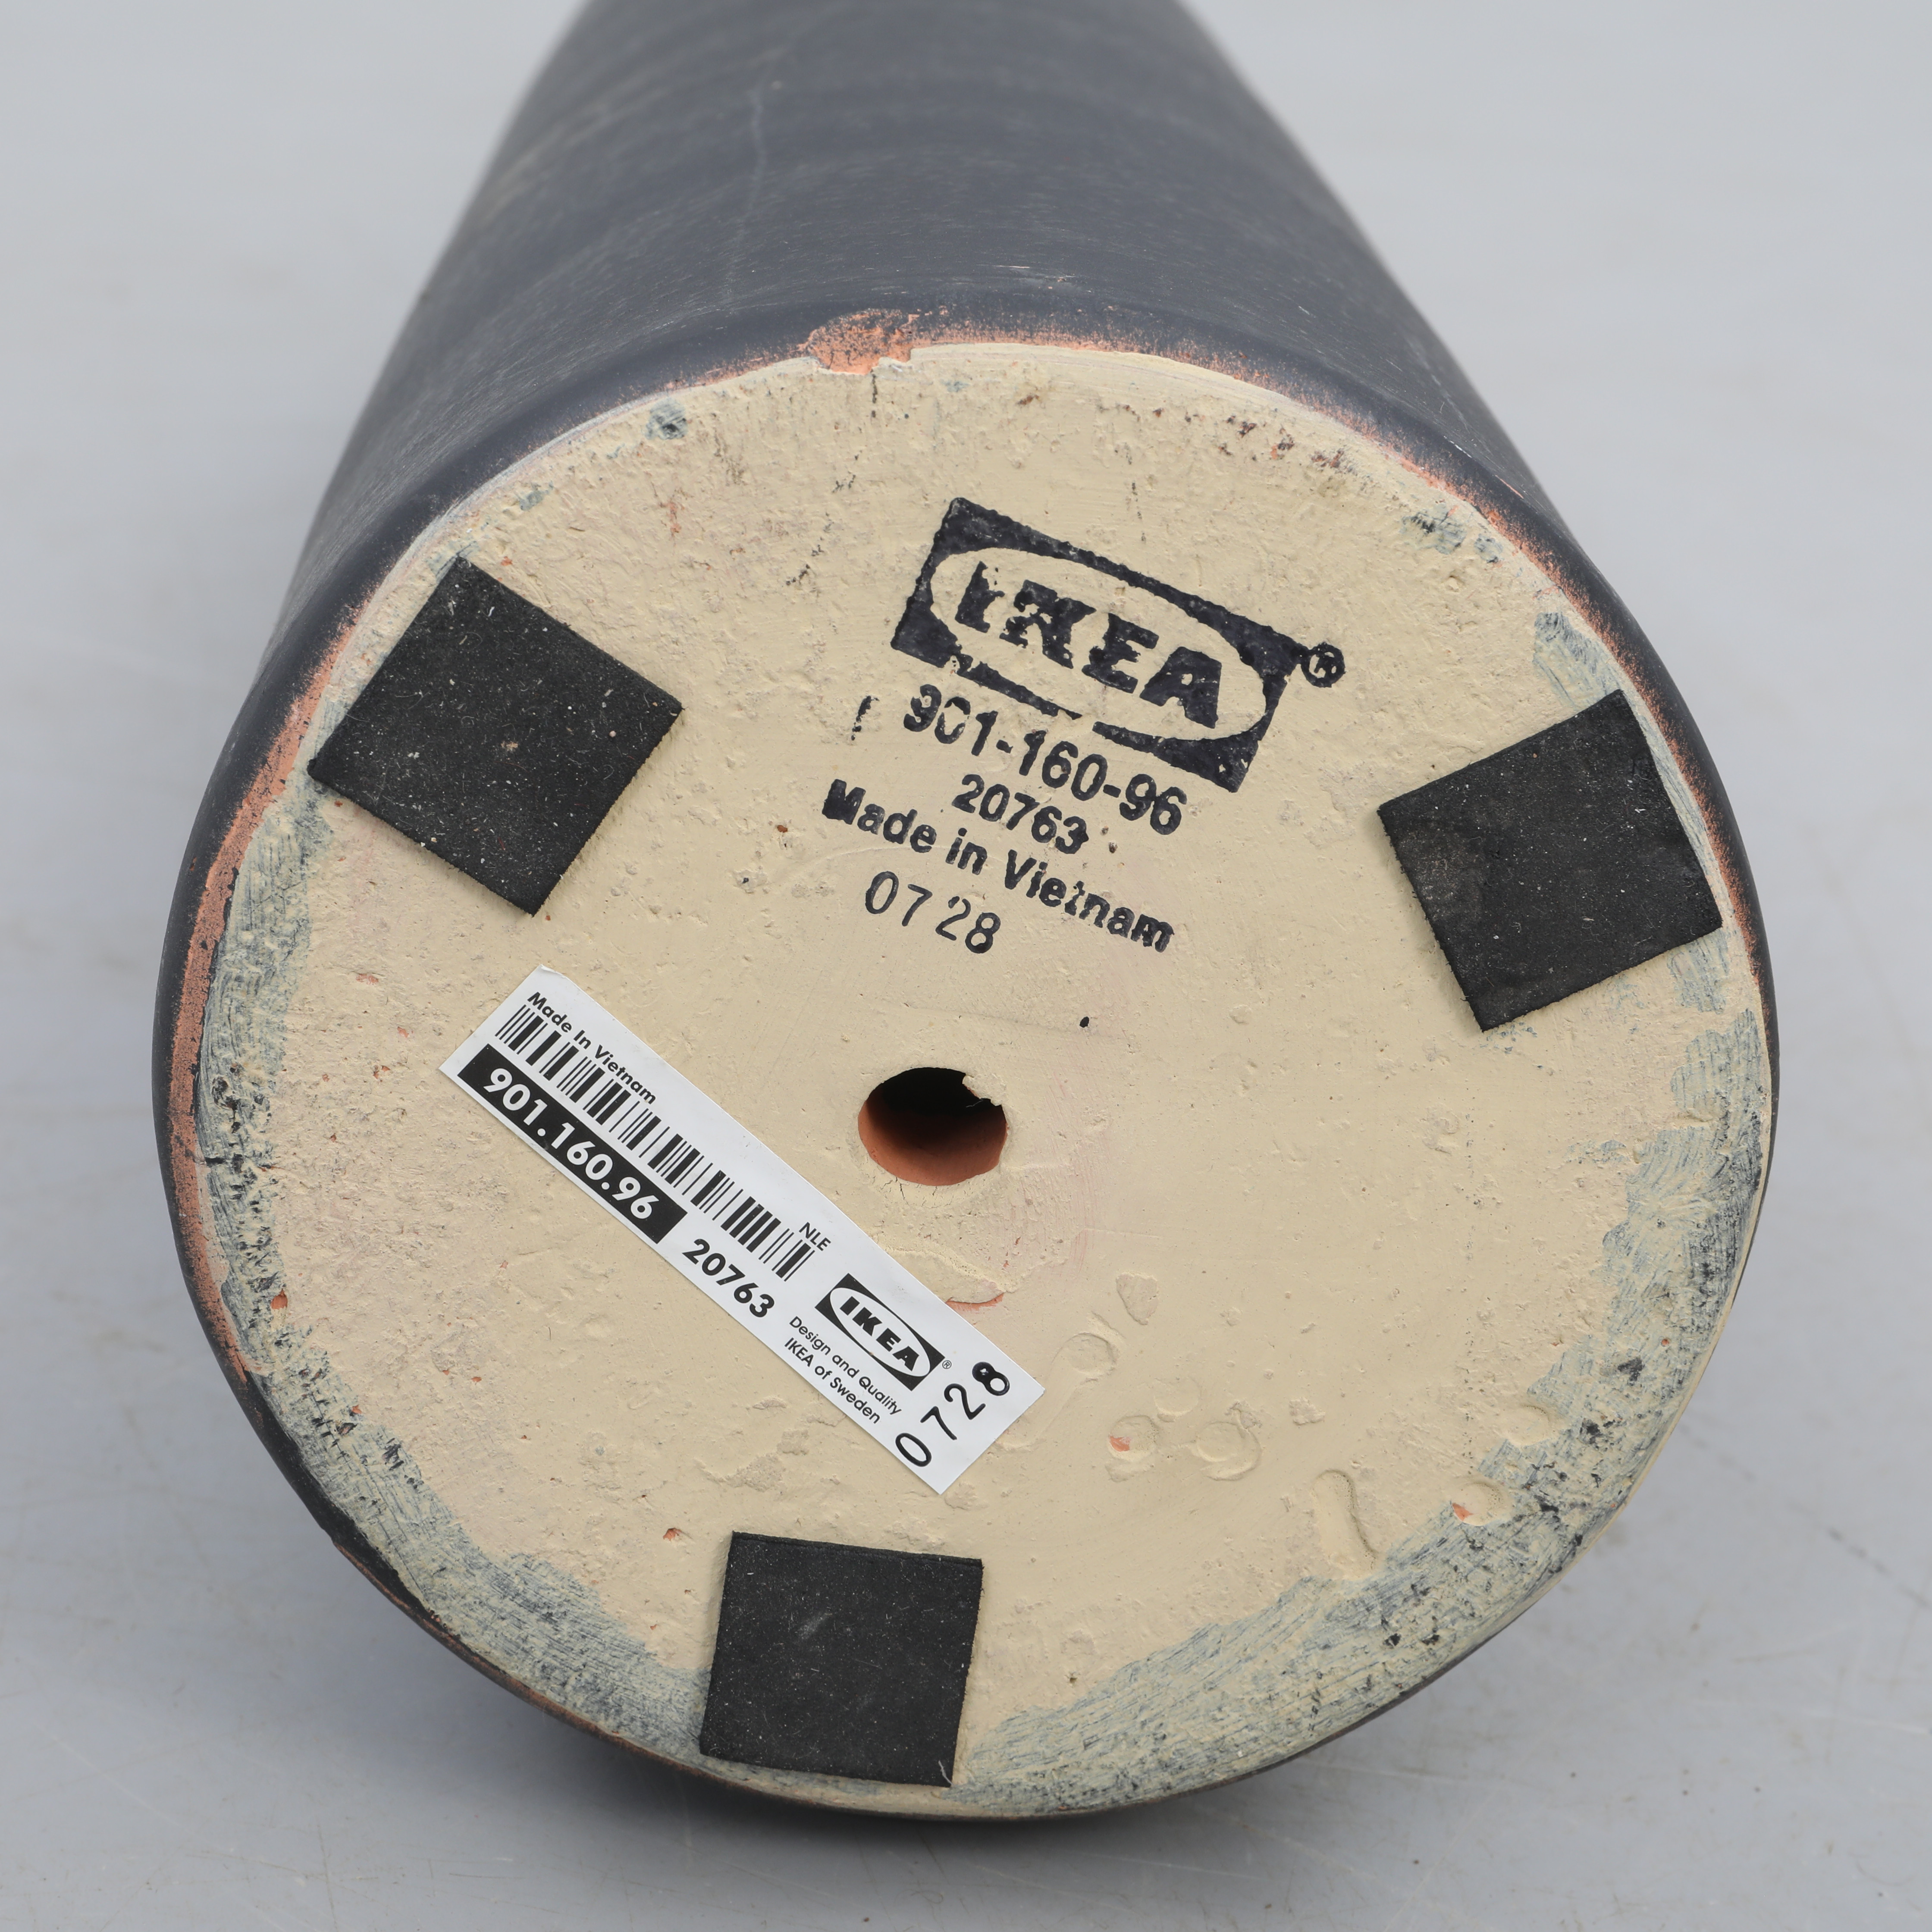 IKEA®
901-160-96
20763
Made in Vietnam
0728
Made In Vietnam
NLE
901.160.96 20763
IKEA®
Design and Quality
IKEA of Sweden
0728